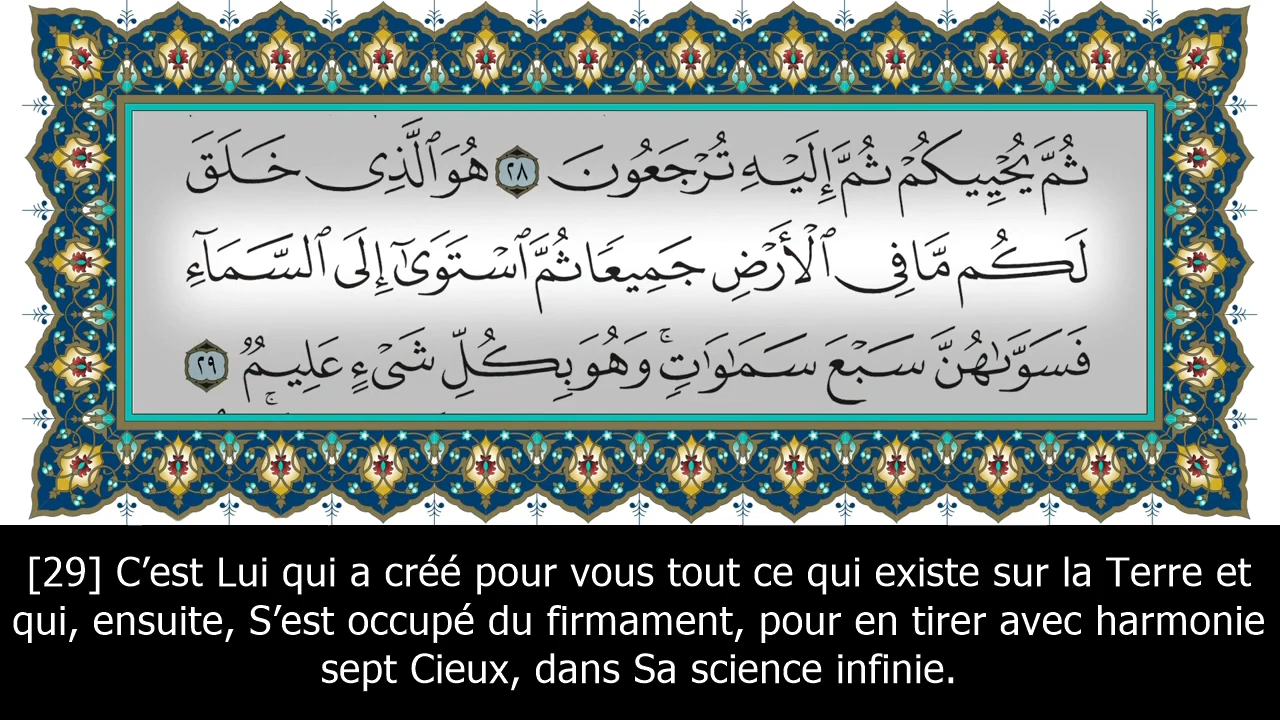 ثُمَّ يُحْيِيكُمْ ثُمَّ إِلَيْهِ تُرْجَعُونَ ٢٨ هُوَ ٱلَّذِى خَلَقَ
لَكُم مَّا فِى ٱلْأَرْضِ جَمِيعًا ثُمَّ ٱسْتَوَىٰٓ إِلَى ٱلسَّمَآءِ
فَسَوَّىٰهُنَّ سَبْعَ سَمَٰوَٰتٍ ۚ وَهُوَ بِكُلِّ شَىْءٍ عَلِيمٌ ٢٩
[29] C’est Lui qui a créé pour vous tout ce qui existe sur la Terre et
qui, ensuite, S’est occupé du firmament, pour en tirer avec harmonie
sept Cieux, dans Sa science infinie.